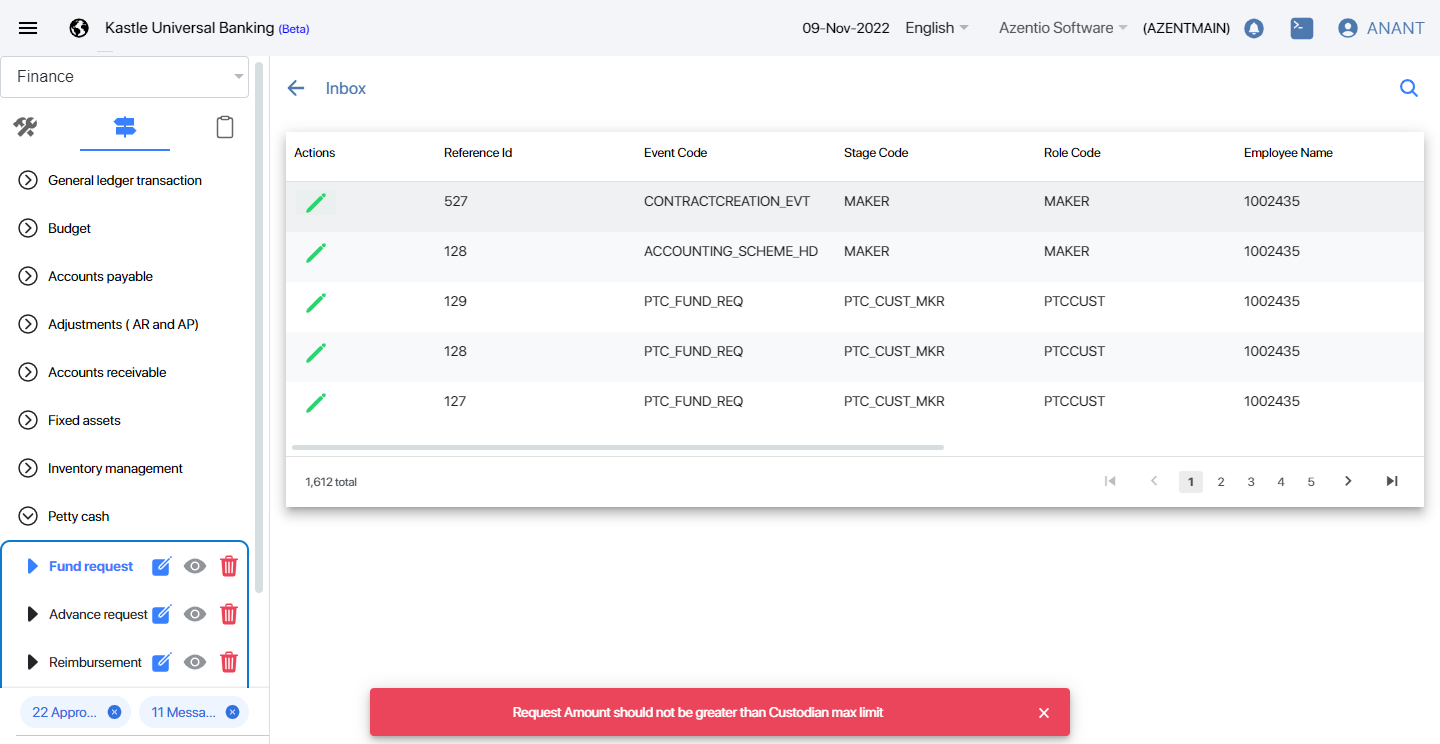 Kastle Universal Banking (Beta) 09-Nov-2022 English Azentio Software (AZENTMAIN) ANANT
Finance
General ledger transaction
Budget
Accounts payable
Adjustments ( AR and AP)
Accounts receivable
Fixed assets
Inventory management
Petty cash
Fund request
Advance request
Reimbursement
22 Appro... 11 Messa...
Inbox
Actions Reference Id Event Code Stage Code Role Code Employee Name
527 CONTRACTCREATION_EVT MAKER MAKER 1002435
128 ACCOUNTING_SCHEME_HD MAKER MAKER 1002435
129 PTC_FUND_REQ PTC_CUST_MKR PTCCUST 1002435
128 PTC_FUND_REQ PTC_CUST_MKR PTCCUST 1002435
127 PTC_FUND_REQ PTC_CUST_MKR PTCCUST 1002435
1,612 total 1 2 3 4 5
Request Amount should not be greater than Custodian max limit